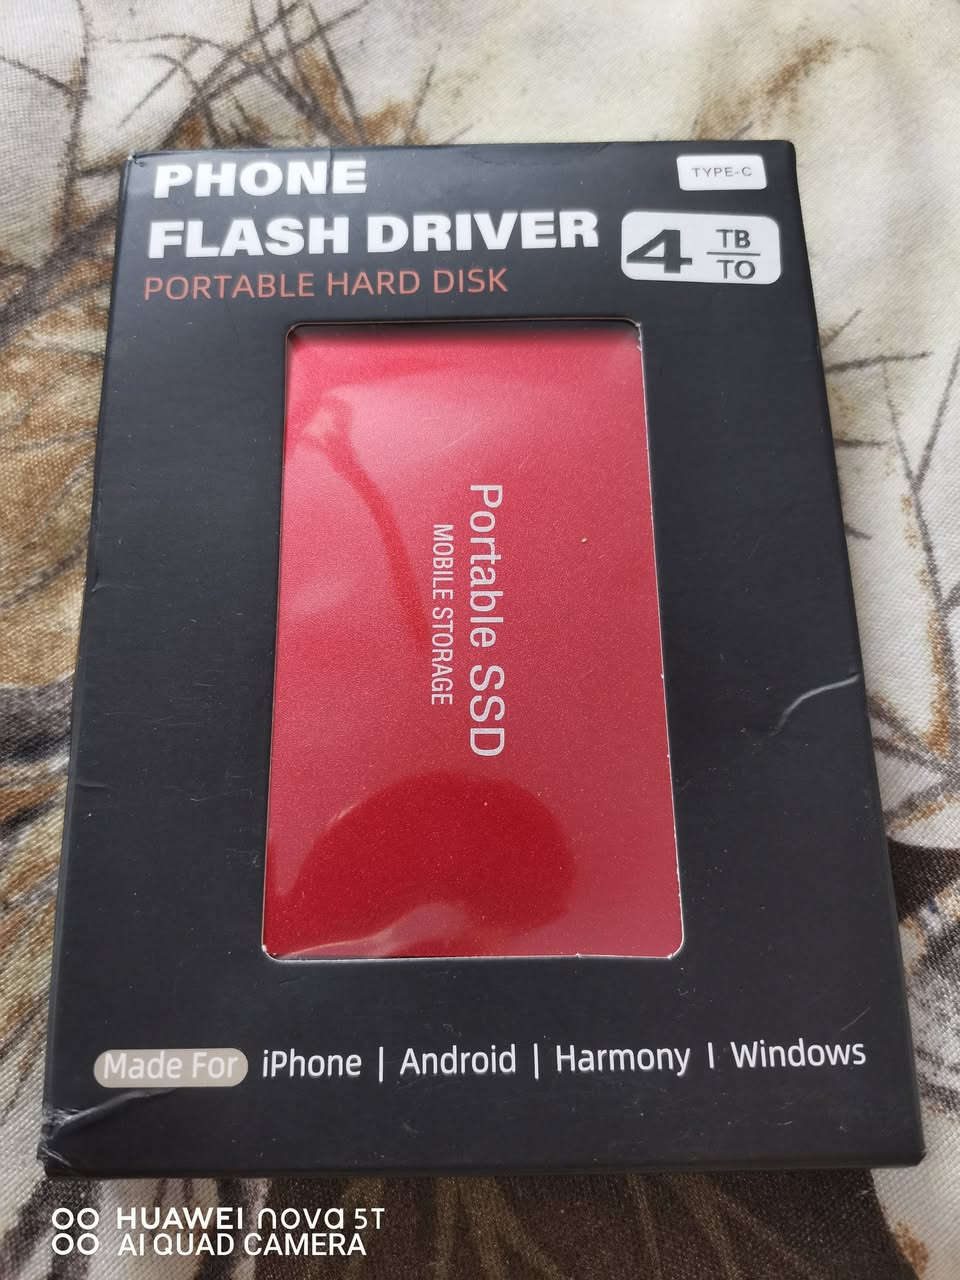 PHONE
TYPE-C
FLASH DRIVER
4 TB
TO
PORTABLE HARD DISK
Portable SSD
MOBILE STORAGE
Made For iPhone | Android | Harmony | Windows
HUAWEI nova 5T
AI QUAD CAMERA